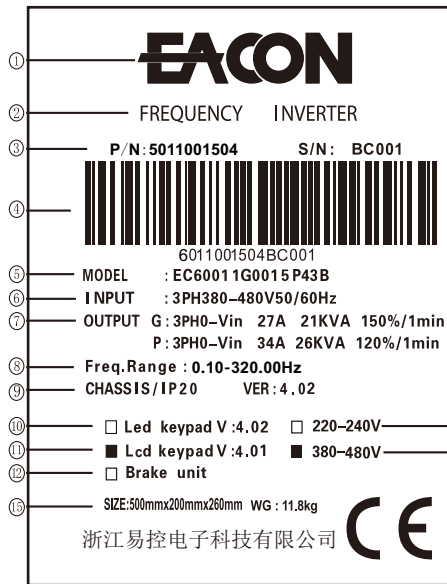 ① EACON
② FREQUENCY INVERTER
③ P/N:5011001504 S/N: BC001
④
6011001504BC001
⑤ MODEL :EC60011G0015P43B
⑥ INPUT :3PH380-480V50/60Hz
⑦ OUTPUT G:3PH0-Vin 27A 21KVA 150%/1min
P:3PH0-Vin 34A 26KVA 120%/1min
⑧ Freq.Range : 0.10-320.00Hz
⑨ CHASSIS/IP20 VER:4.02
⑩ □ Led keypad V :4.02 □ 220-240V
⑪ ■ Lcd keypad V :4.01 ■ 380-480V
⑫ □ Brake unit
⑮ SIZE:500mmx200mmx260mm WG : 11.8kg
浙江易控电子科技有限公司 CE